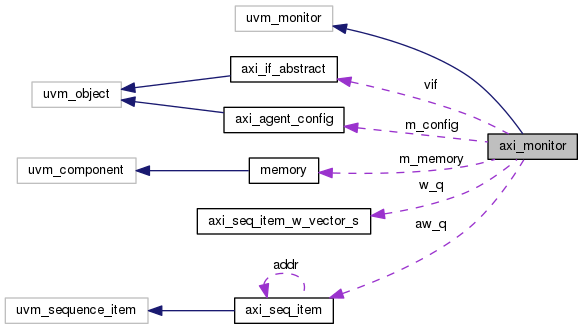 uvm_monitor
axi_if_abstract
vif
uvm_object
axi_agent_config
m_config
axi_monitor
uvm_component
memory
m_memory
w_q
axi_seq_item_w_vector_s
aw_q
addr
uvm_sequence_item
axi_seq_item